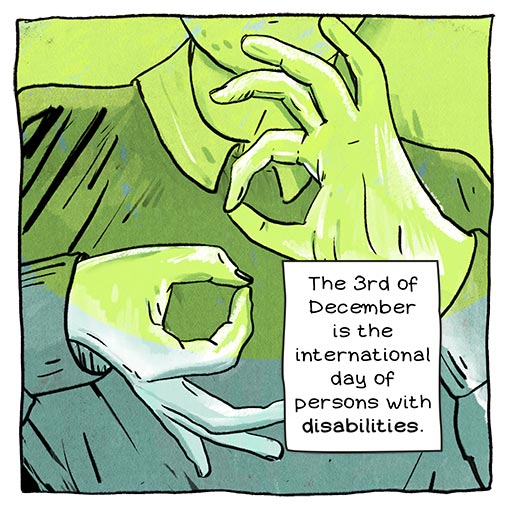 The 3rd of
December
is the
international
day of
persons with
disabilities.